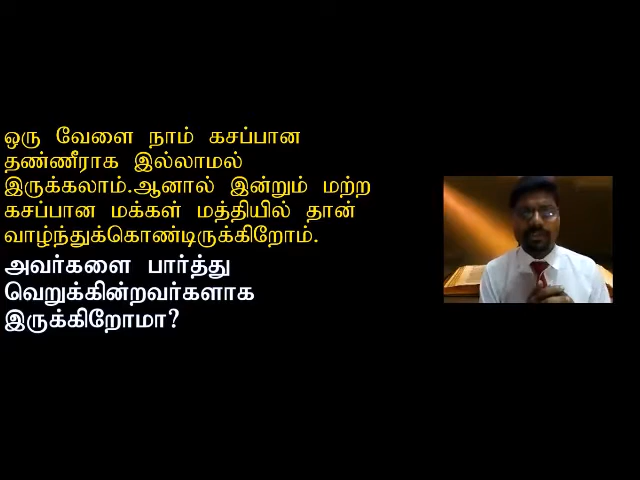 ஒரு வேளை நாம் கசப்பான
தண்ணீராக இல்லாமல்
இருக்கலாம்.ஆனால் இன்றும் மற்ற
கசப்பான மக்கள் மத்தியில் தான்
வாழ்ந்துக்கொண்டிருக்கிறோம்.
அவர்களை பார்த்து
வெறுக்கின்றவர்களாக
இருக்கிறோமா?